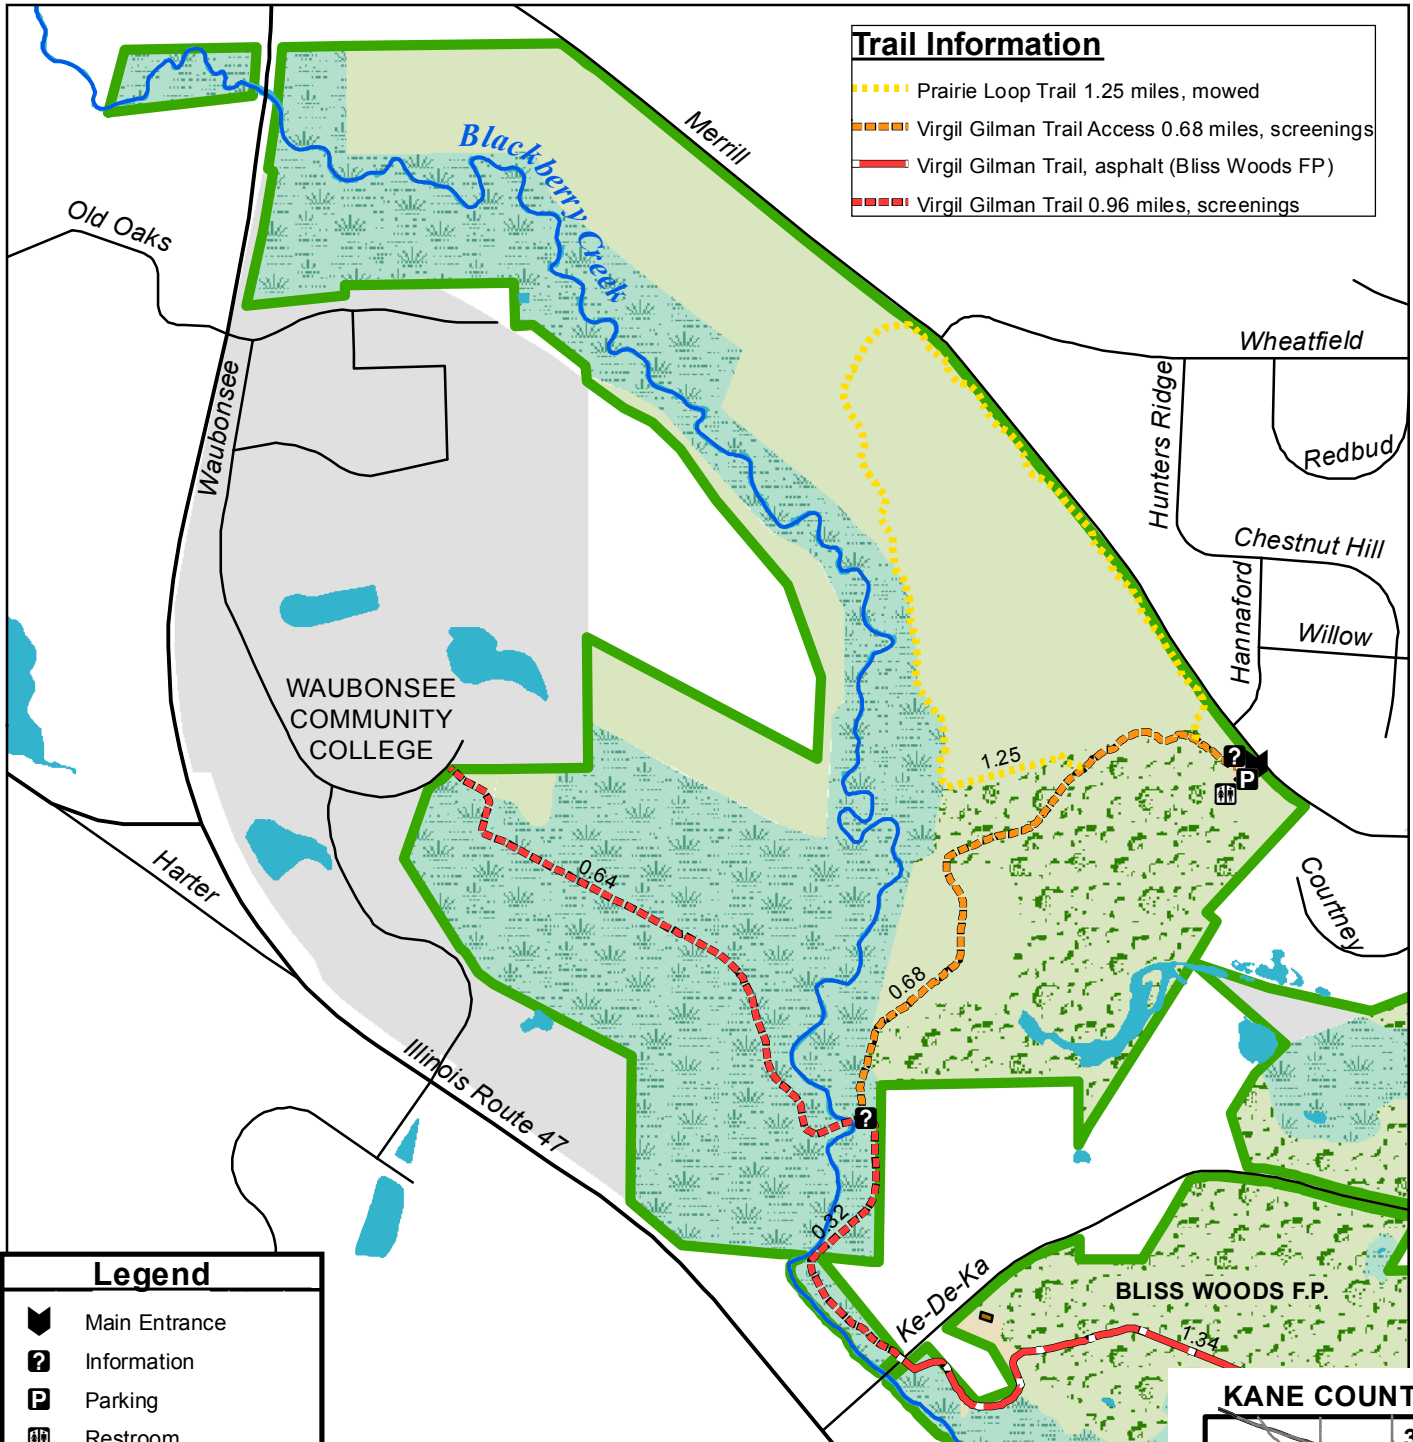 Trail Information
Prairie Loop Trail 1.25 miles, mowed
Virgil Gilman Trail Access 0.68 miles, screenings
Virgil Gilman Trail, asphalt (Bliss Woods FP)
Virgil Gilman Trail 0.96 miles, screenings
Merrill
Blackberry Creek
Old Oaks
Waubonsee
Wheatfield
Hunters Ridge
Redbud
Chestnut Hill
Hannaford
Willow
WAUBONSEE
COMMUNITY
COLLEGE
1.25
?
P
Harter
0.64
Courtney
0.68
Illinois Route 47
?
0.32
Ke-De-Ka
BLISS WOODS F.P.
1.34
Legend
Main Entrance
? Information
P Parking
Restroom
KANE COUNT
3